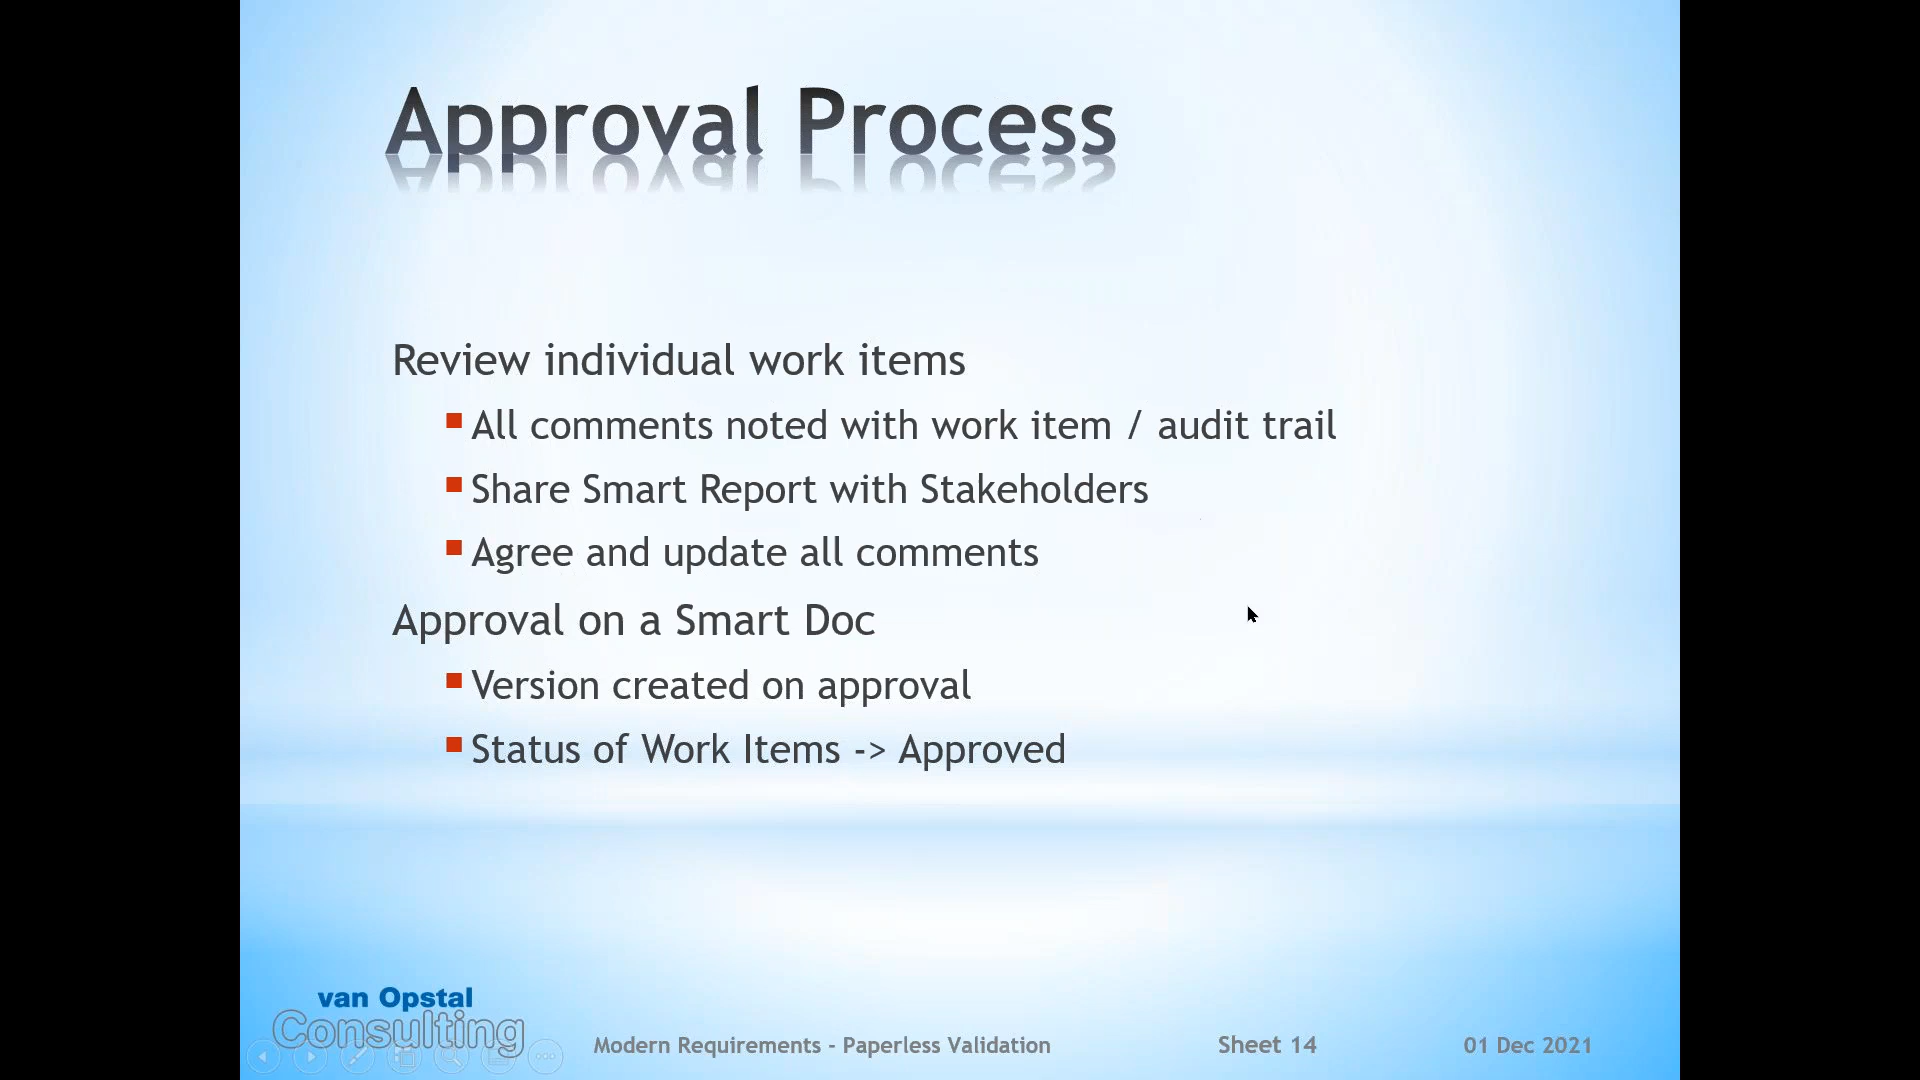 Approval Process
Review individual work items
All comments noted with work item / audit trail
Share Smart Report with Stakeholders
Agree and update all comments
Approval on a Smart Doc
Version created on approval
Status of Work Items -> Approved
van Opstal
Consulting
Modern Requirements - Paperless Validation
Sheet 14
01 Dec 2021